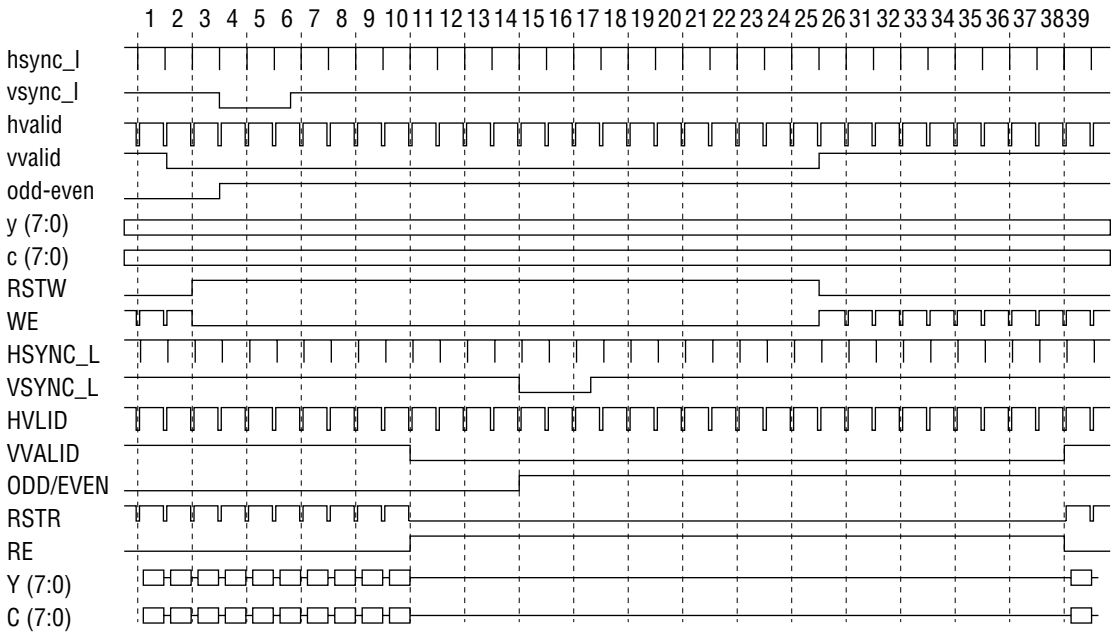 1 2 3 4 5 6 7 8 9 10 11 12 13 14 15 16 17 18 19 20 21 22 23 24 25 26 31 32 33 34 35 36 37 38 39
hsync_l
vsync_l
hvalid
vvalid
odd-even
y (7:0)
c (7:0)
RSTW
WE
HSYNC_L
VSYNC_L
HVLID
VVALID
ODD/EVEN
RSTR
RE
Y (7:0)
C (7:0)